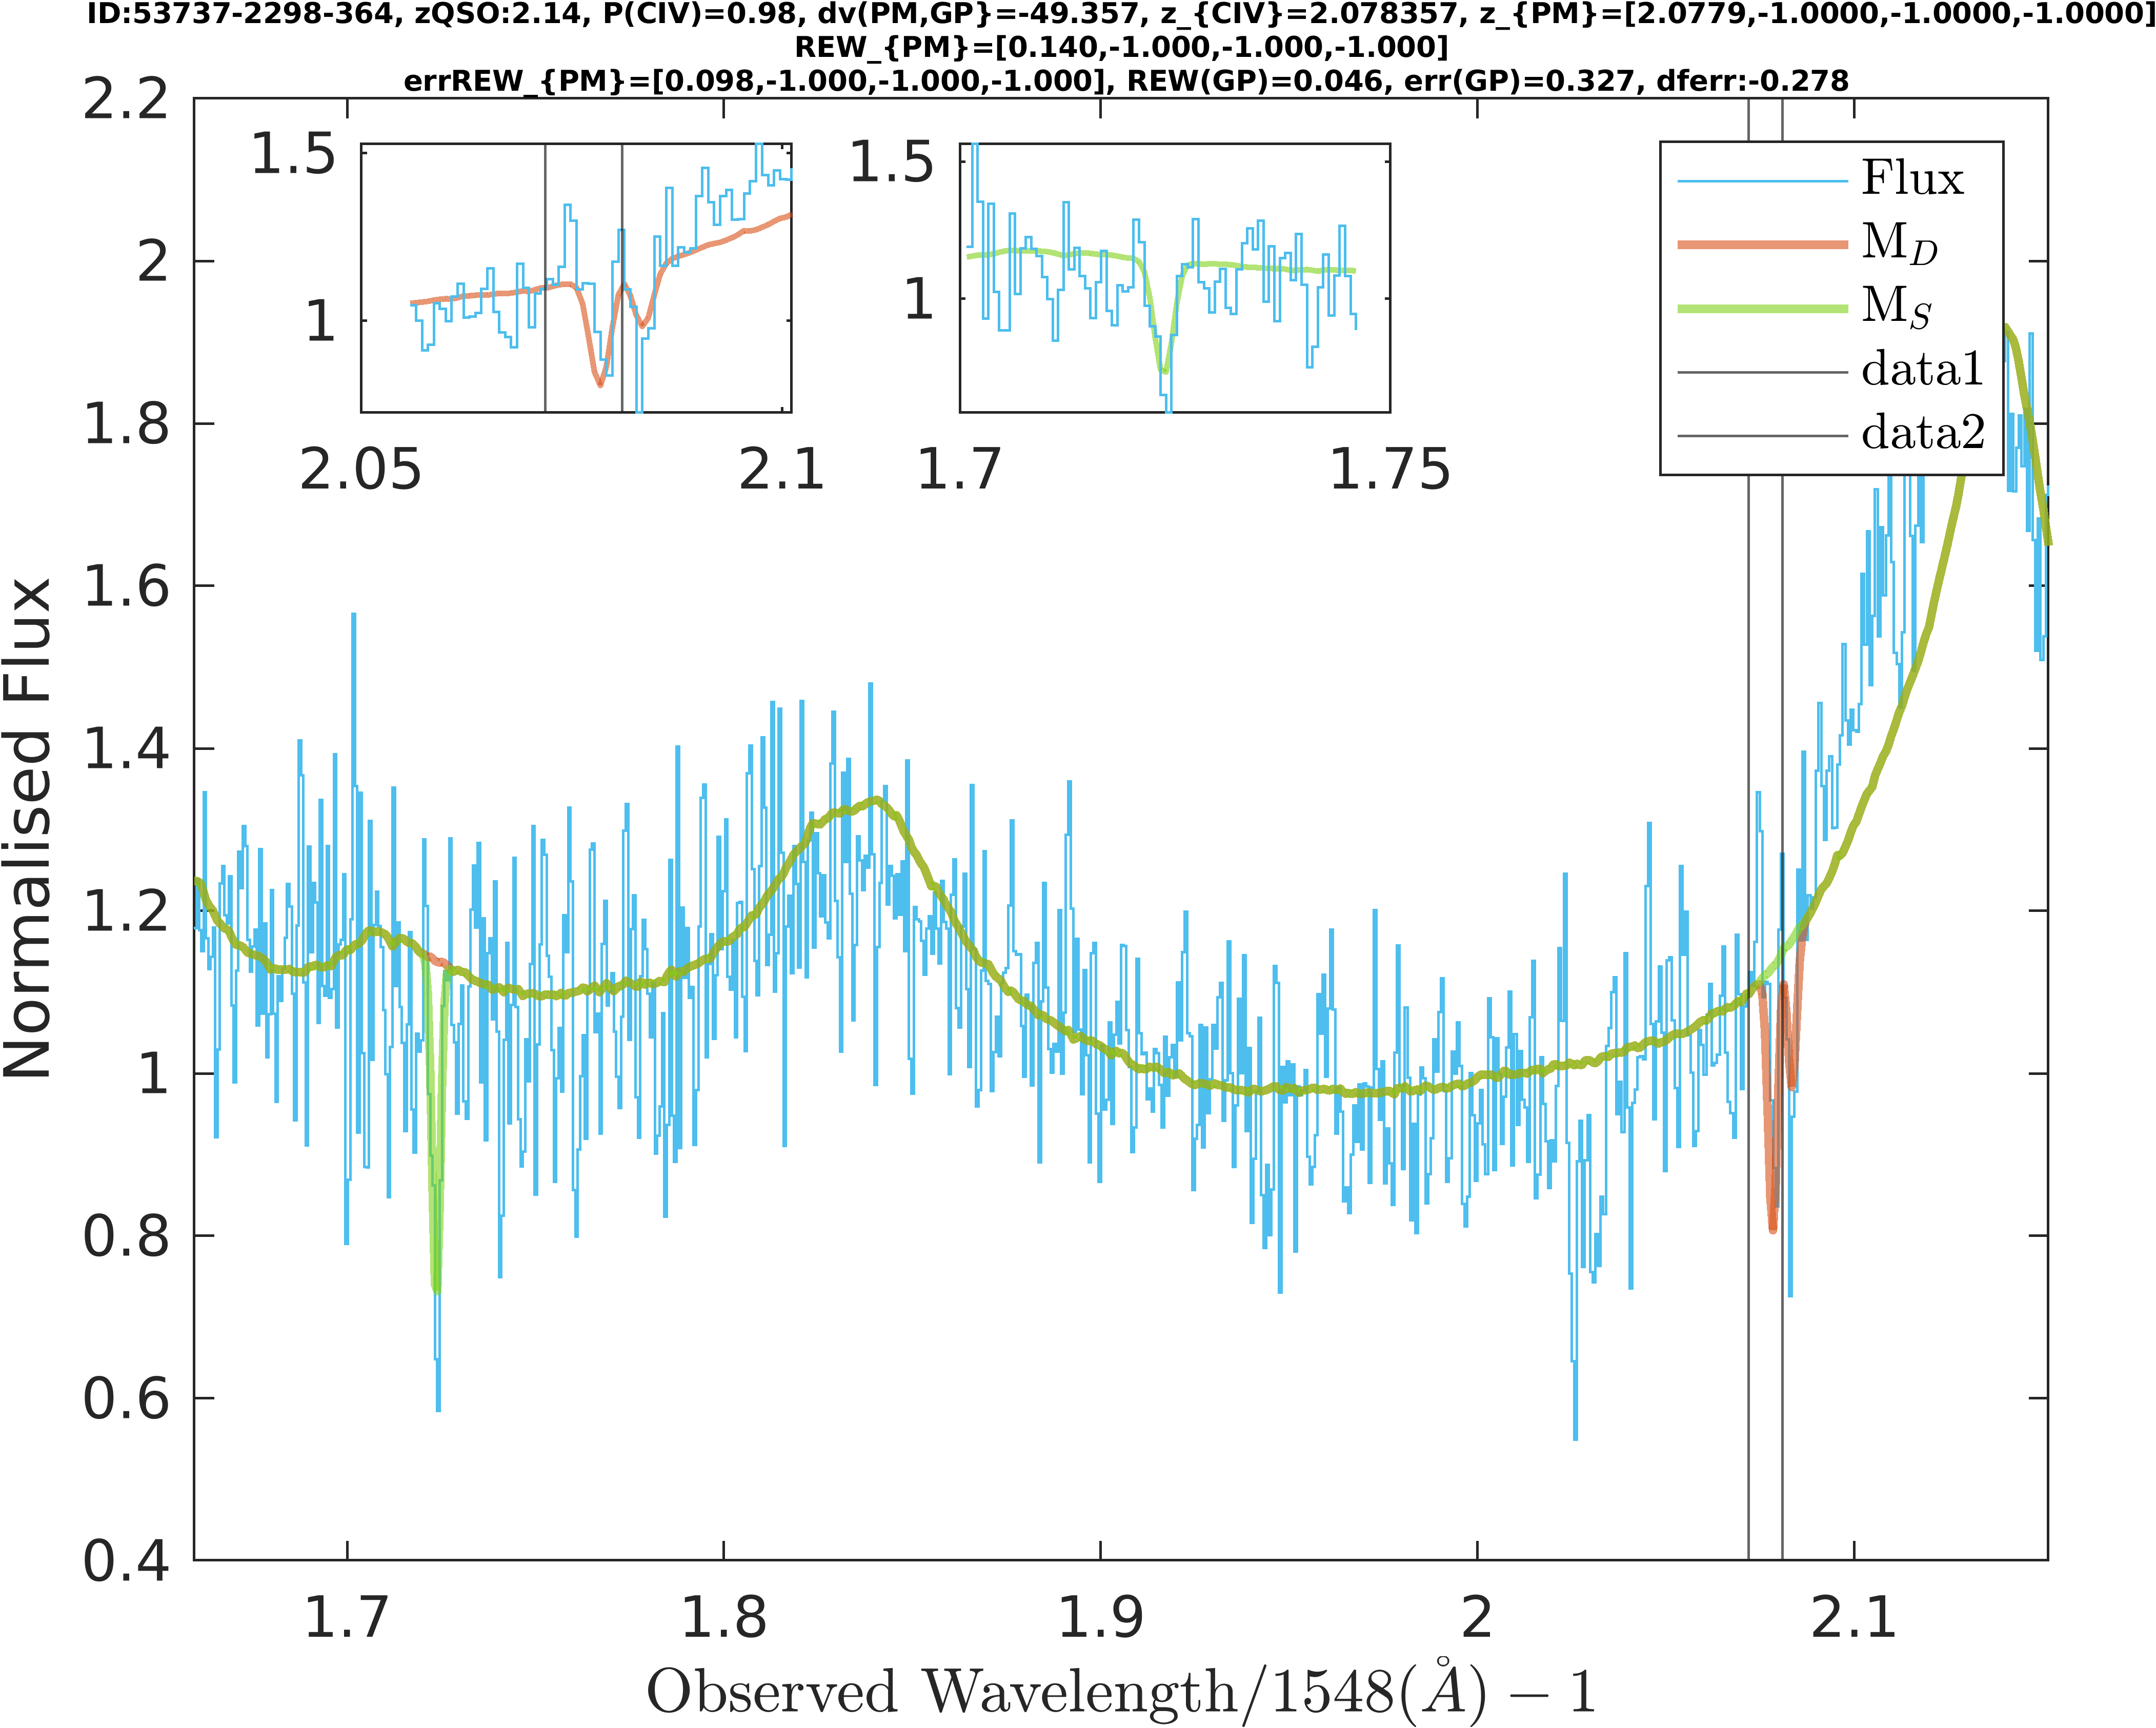 ID:53737-2298-364, zQSO:2.14, P(CIV)=0.98, dv(PM,GP}=-49.357, z_{CIV}=2.078357, z_{PM}=[2.0779,-1.0000,-1.0000,-1.0000]
REW_{PM}=[0.140,-1.000,-1.000,-1.000]
errREW_{PM}=[0.098,-1.000,-1.000,-1.000], REW(GP)=0.046, err(GP)=0.327, dferr:-0.278
2.2
2
1.8
1.6
1.4
1.2
1
0.8
0.6
0.4
Normalised Flux
1.5
1
2.05
2.1
1.5
1
1.7
1.75
Flux
M_D
M_S
data1
data2
1.7
1.8
1.9
2
2.1
Observed Wavelength/1548(Å) − 1